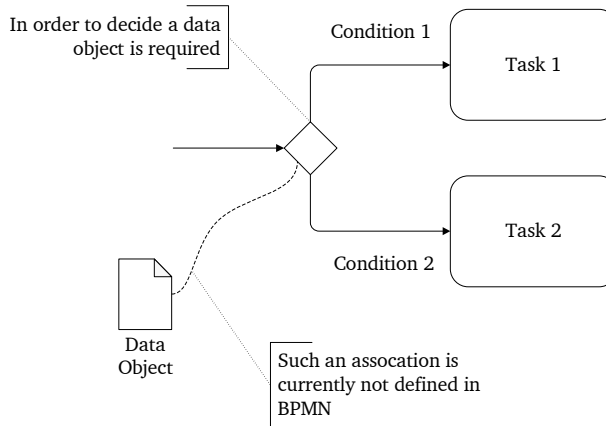 In order to decide a data
object is required
Condition 1
Task 1
Task 2
Condition 2
Data
Object
Such an assocation is
currently not defined in
BPMN